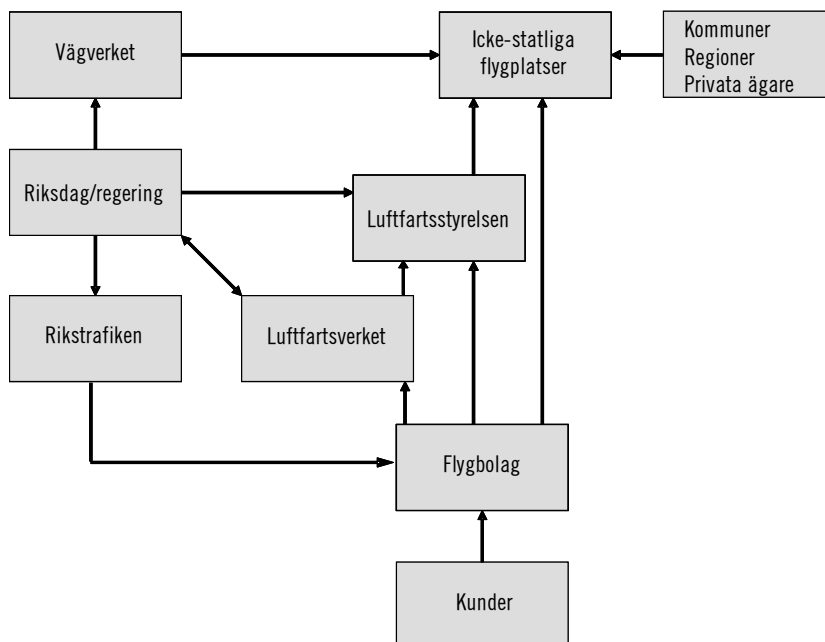 Vägverket
Icke-statliga
flygplatser
Kommuner
Regioner
Privata ägare
Riksdag/regering
Luftfartsstyrelsen
Rikstrafiken
Luftfartsverket
Flygbolag
Kunder